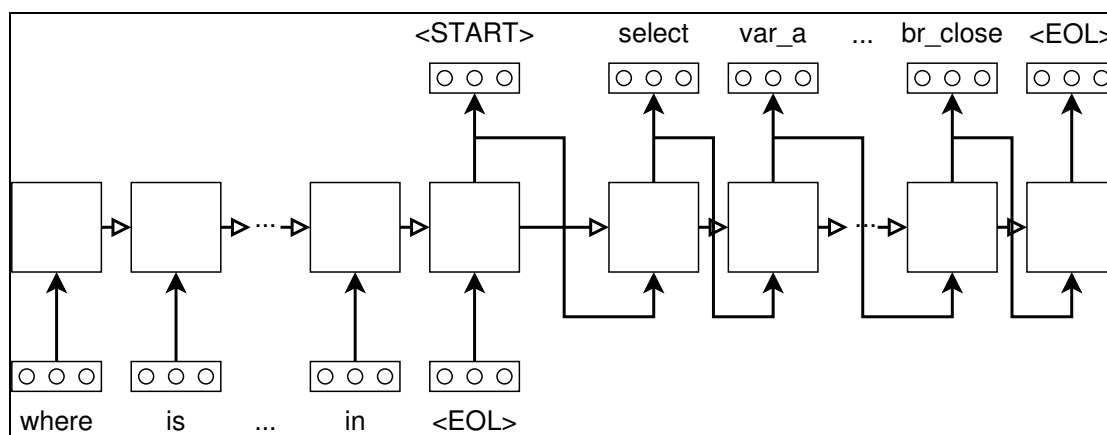 <START> select var_a ... br_close <EOL>
... ...
where is ... in <EOL>